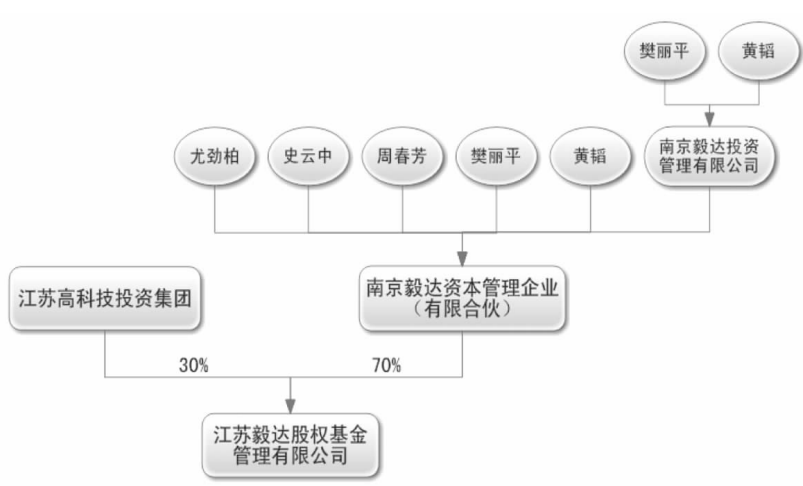 樊丽平
黄韬
尤劲柏
史云中
周春芳
樊丽平
黄韬
南京毅达投资
管理有限公司
江苏高科技投资集团
南京毅达资本管理企业
（有限合伙）
30%
70%
江苏毅达股权基金
管理有限公司